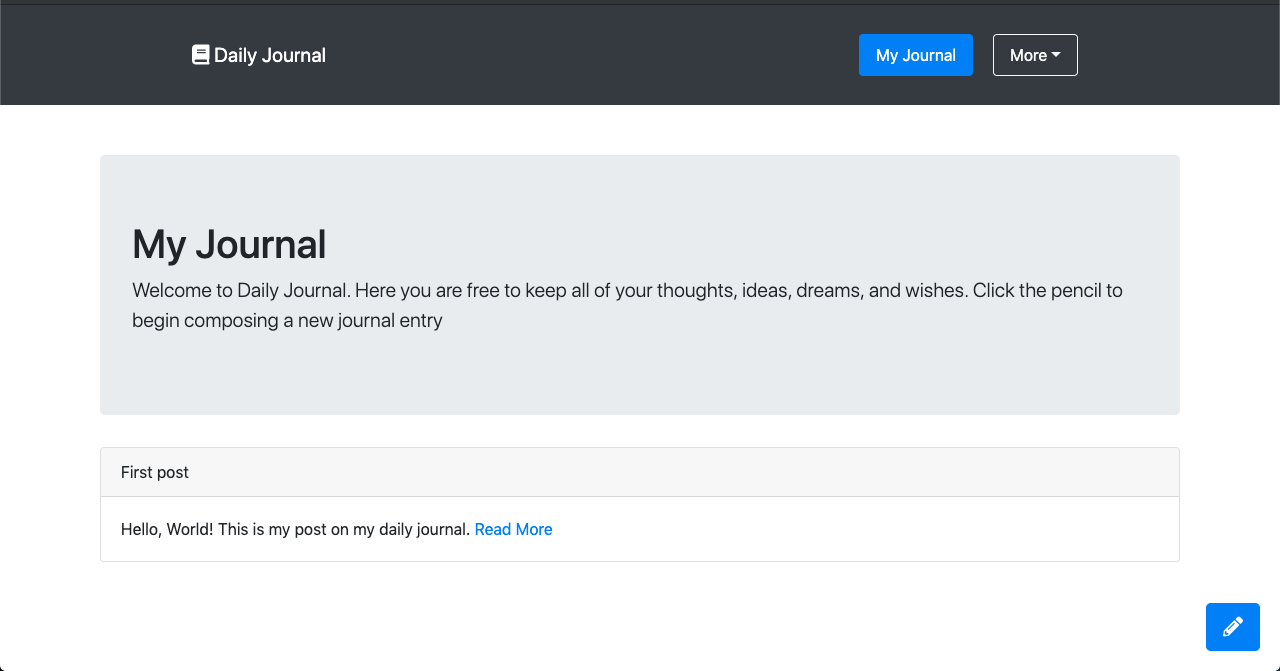 Daily Journal
My Journal
More
My Journal
Welcome to Daily Journal. Here you are free to keep all of your thoughts, ideas, dreams, and wishes. Click the pencil to
begin composing a new journal entry
First post
Hello, World! This is my post on my daily journal. Read More